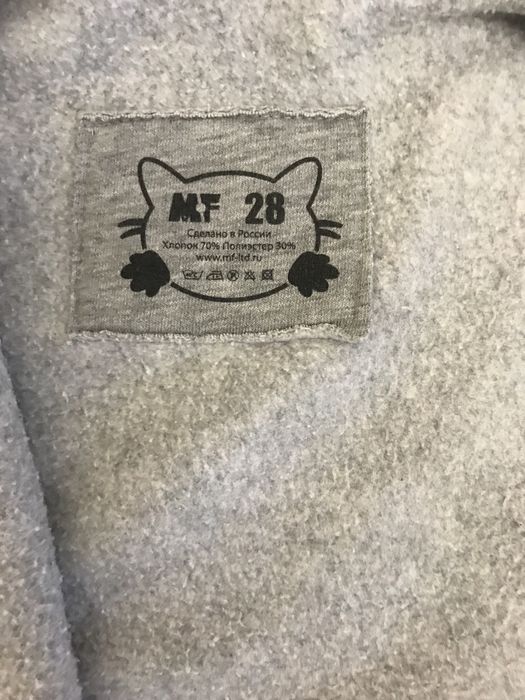 MF 28
Сделано в России
Хлопок 70% Полиэстер 30%
www.mf-ltd.ru